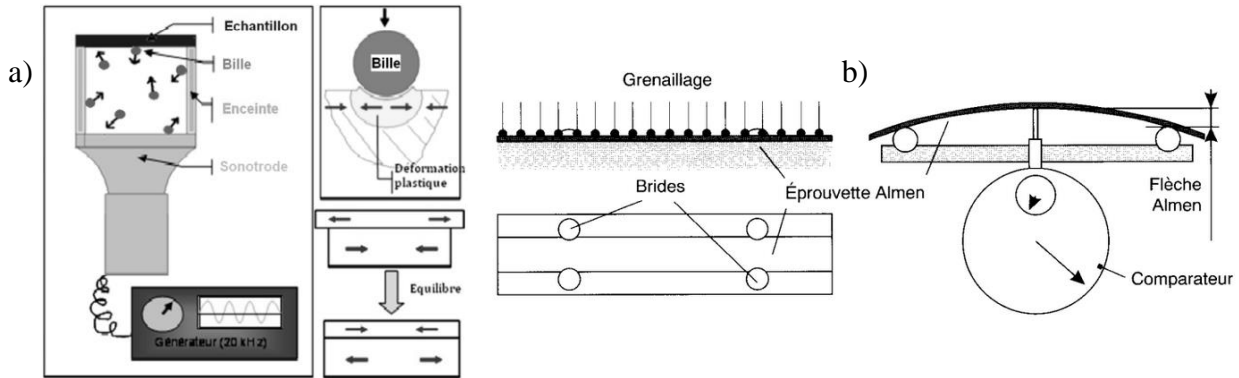 a)
Echantillon
Bille
Enceinte
Sonotrode
Générateur (20 kHz)
Bille
Déformation
plastique
Equilibre
Grenaillage
Brides
Éprouvette Almen
b)
Flèche
Almen
Comparateur